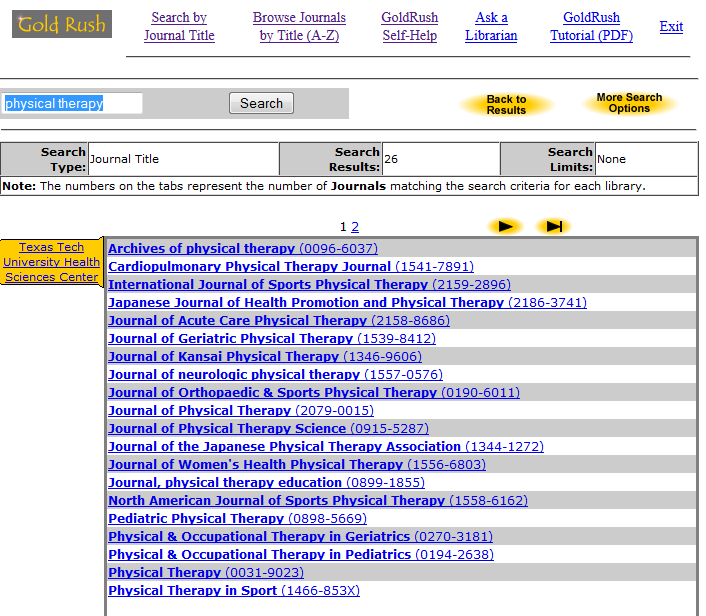 Gold Rush
Search by
Journal Title
Browse Journals
by Title (A-Z)
GoldRush
Self-Help
Ask a
Librarian
GoldRush
Tutorial (PDF)
Exit
physical therapy
Search
Back to
Results
More Search
Options
Search
Type:
Journal Title
Search
Results:
26
Search
Limits:
None
Note: The numbers on the tabs represent the number of Journals matching the search criteria for each library.
1 2
Texas Tech
University Health
Sciences Center
Archives of physical therapy (0096-6037)
Cardiopulmonary Physical Therapy Journal (1541-7891)
International Journal of Sports Physical Therapy (2159-2896)
Japanese Journal of Health Promotion and Physical Therapy (2186-3741)
Journal of Acute Care Physical Therapy (2158-8686)
Journal of Geriatric Physical Therapy (1539-8412)
Journal of Kansai Physical Therapy (1346-9606)
Journal of neurologic physical therapy (1557-0576)
Journal of Orthopaedic & Sports Physical Therapy (0190-6011)
Journal of Physical Therapy (2079-0015)
Journal of Physical Therapy Science (0915-5287)
Journal of the Japanese Physical Therapy Association (1344-1272)
Journal of Women's Health Physical Therapy (1556-6803)
Journal, physical therapy education (0899-1855)
North American Journal of Sports Physical Therapy (1558-6162)
Pediatric Physical Therapy (0898-5669)
Physical & Occupational Therapy in Geriatrics (0270-3181)
Physical & Occupational Therapy in Pediatrics (0194-2638)
Physical Therapy (0031-9023)
Physical Therapy in Sport (1466-853X)